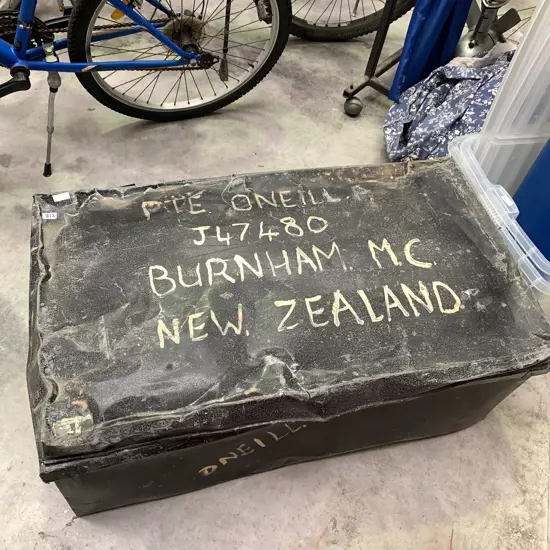 PTE. ONEILL.
J47480
BURNHAM. M.C.
NEW. ZEALAND.
ONEILL.